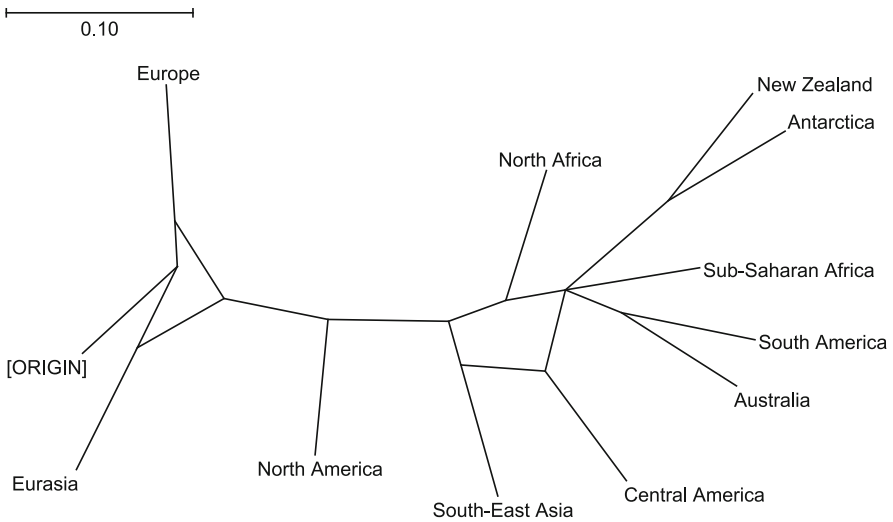 0.10
Europe
New Zealand
Antarctica
North Africa
Sub-Saharan Africa
South America
[ORIGIN]
Australia
North America
Eurasia
Central America
South-East Asia